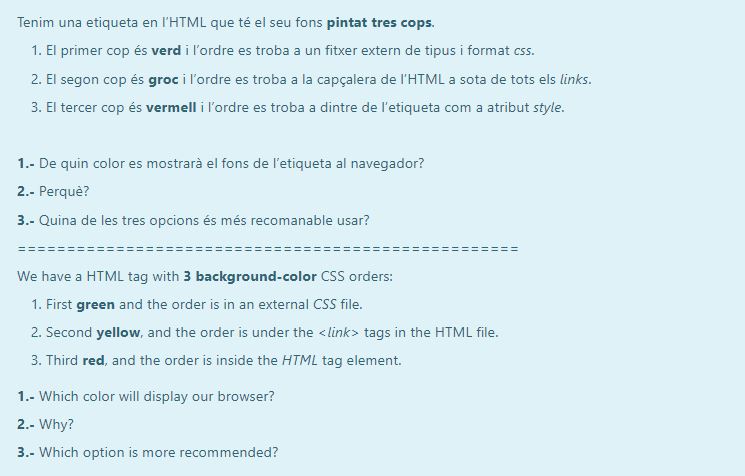 Tenim una etiqueta en l'HTML que té el seu fons pintat tres cops.
1. El primer cop és verd i l'ordre es troba a un fitxer extern de tipus i format css.
2. El segon cop és groc i l'ordre es troba a la capçalera de l'HTML a sota de tots els links.
3. El tercer cop és vermell i l'ordre es troba a dintre de l'etiqueta com a atribut style.
1.- De quin color es mostrarà el fons de l'etiqueta al navegador?
2.- Perquè?
3.- Quina de les tres opcions és més recomanable usar?
===================================================
We have a HTML tag with 3 background-color CSS orders:
1. First green and the order is in an external CSS file.
2. Second yellow, and the order is under the <link> tags in the HTML file.
3. Third red, and the order is inside the HTML tag element.
1.- Which color will display our browser?
2.- Why?
3.- Which option is more recommended?